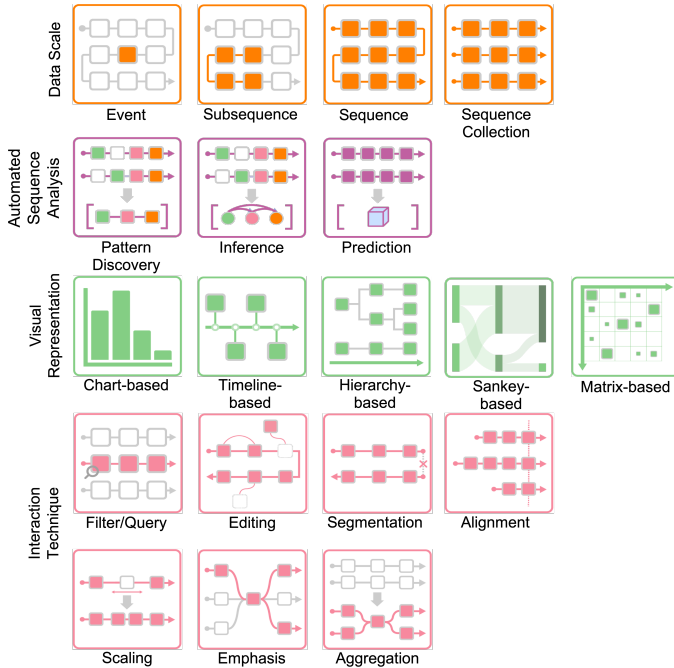 Data Scale
Event
Subsequence
Sequence
Sequence
Collection
Automated
Sequence
Analysis
Pattern
Discovery
Inference
Prediction
Visual
Representation
Chart-based
Timeline-
based
Hierarchy-
based
Sankey-
based
Matrix-based
Interaction
Technique
Filter/Query
Editing
Segmentation
Alignment
Scaling
Emphasis
Aggregation